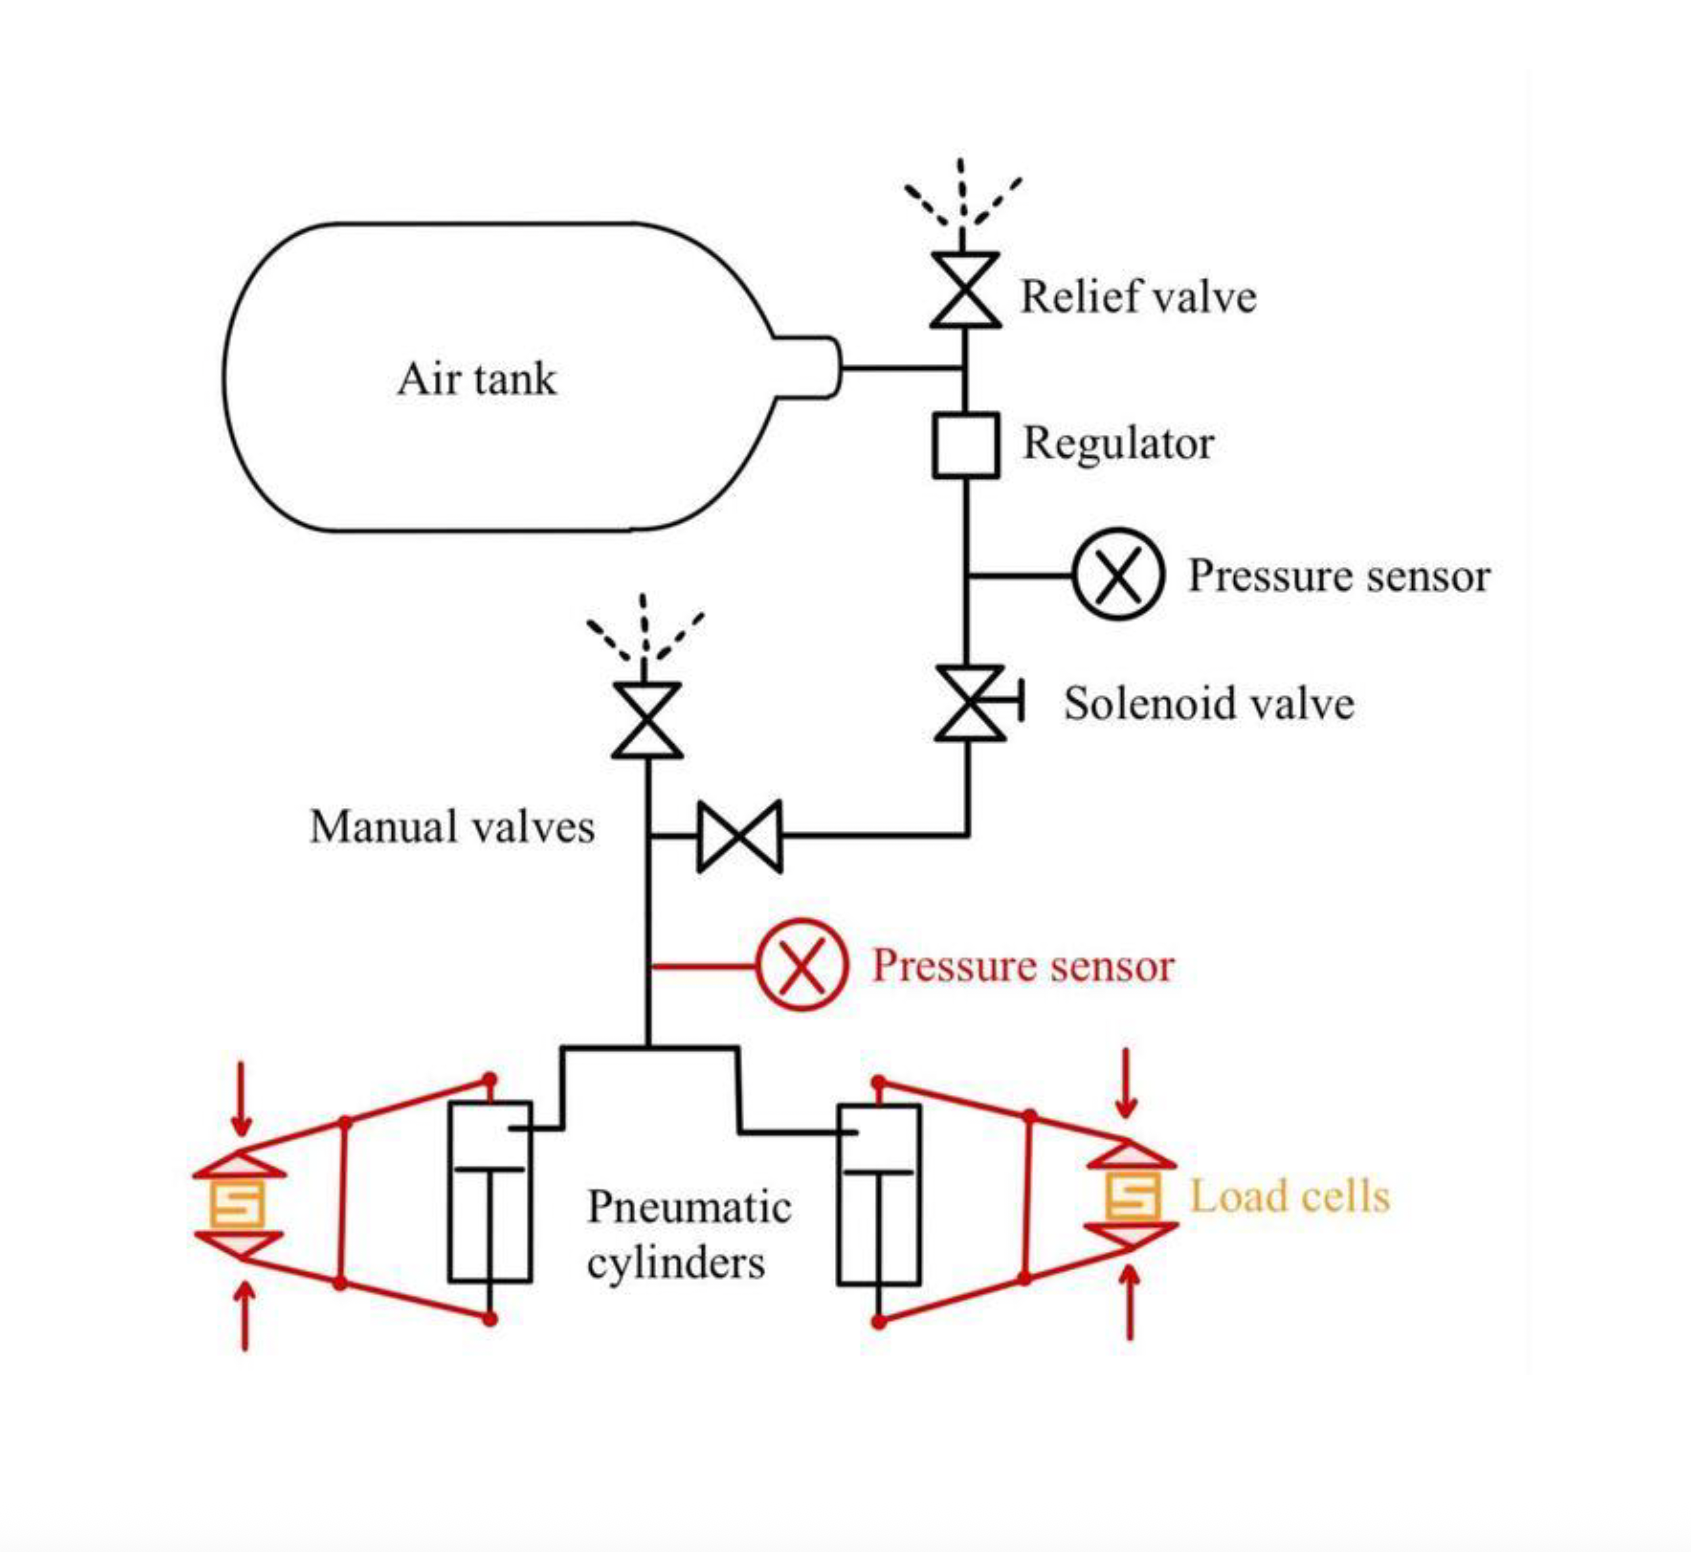 Relief valve
Air tank
Regulator
Pressure sensor
Solenoid valve
Manual valves
Pressure sensor
Load cells
Pneumatic
cylinders